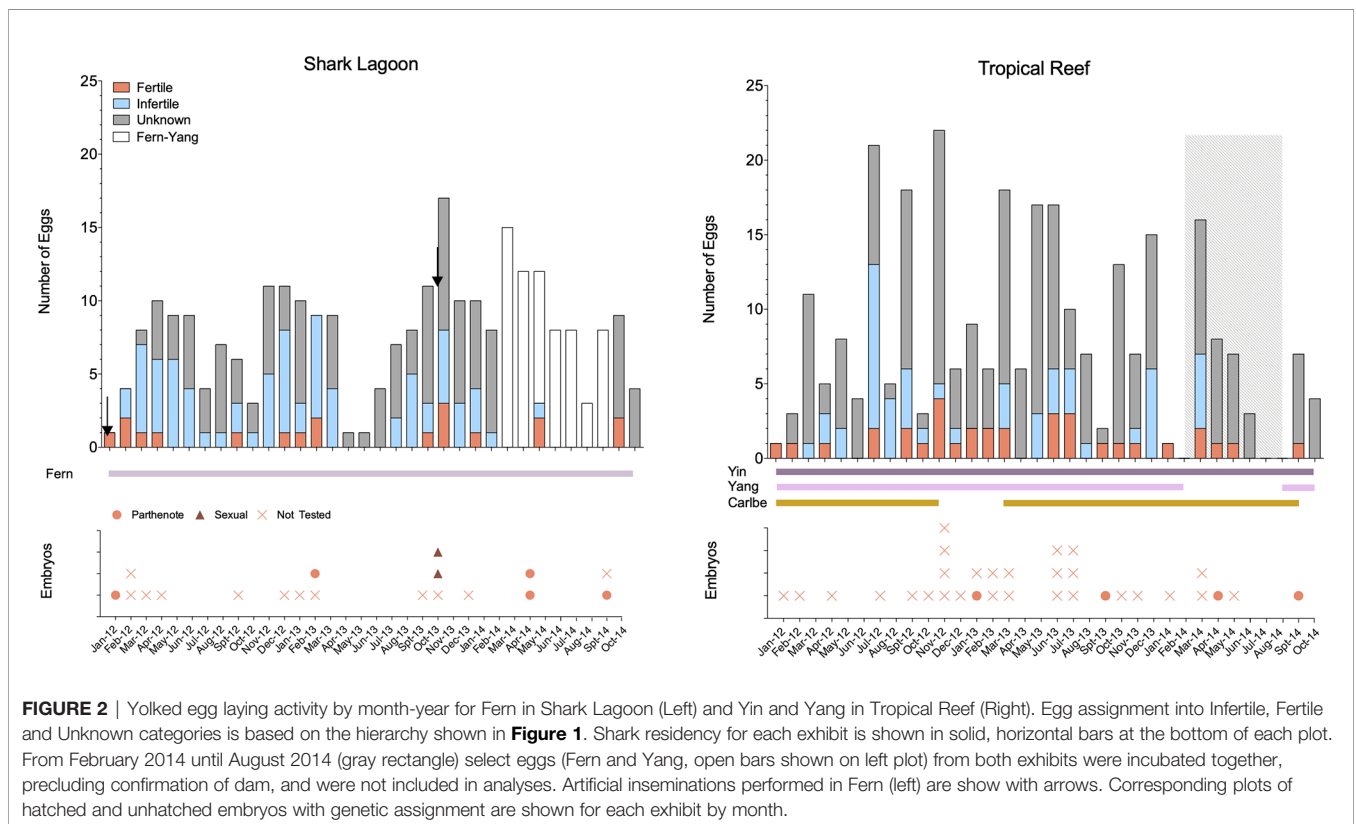 Shark Lagoon
25
20
15
10
5
0
Number of Eggs
Fertile
Infertile
Unknown
Fern-Yang
Fern
Parthenote Sexual Not Tested
Embryos
Jan-12 Feb-12 Mar-12 Apr-12 May-12 Jun-12 Jul-12 Aug-12 Spt-12 Oct-12 Nov-12 Dec-12 Jan-13 Feb-13 Mar-13 Apr-13 May-13 Jun-13 Aug-13 Spt-13 Oct-13 Nov-13 Dec-13 Jan-14 Feb-14 Mar-14 Apr-14 May-14 Jun-14 Jul-14 Aug-14 Spt-14 Oct-14
Tropical Reef
25
20
15
10
5
0
Number of Eggs
Yin
Yang
Carlbe
Embryos
Jan-12 Feb-12 Mar-12 Apr-12 May-12 Jun-12 Jul-12 Aug-12 Spt-12 Oct-12 Nov-12 Dec-12 Jan-13 Feb-13 Mar-13 Apr-13 May-13 Jun-13 Jul-13 Aug-13 Spt-13 Oct-13 Nov-13 Dec-13 Jan-14 Feb-14 Mar-14 Apr-14 May-14 Jun-14 Jul-14 Aug-14 Spt-14 Oct-14
FIGURE 2 | Yolked egg laying activity by month-year for Fern in Shark Lagoon (Left) and Yin and Yang in Tropical Reef (Right). Egg assignment into Infertile, Fertile
and Unknown categories is based on the hierarchy shown in Figure 1. Shark residency for each exhibit is shown in solid, horizontal bars at the bottom of each plot.
From February 2014 until August 2014 (gray rectangle) select eggs (Fern and Yang, open bars shown on left plot) from both exhibits were incubated together,
precluding confirmation of dam, and were not included in analyses. Artificial inseminations performed in Fern (left) are show with arrows. Corresponding plots of
hatched and unhatched embryos with genetic assignment are shown for each exhibit by month.